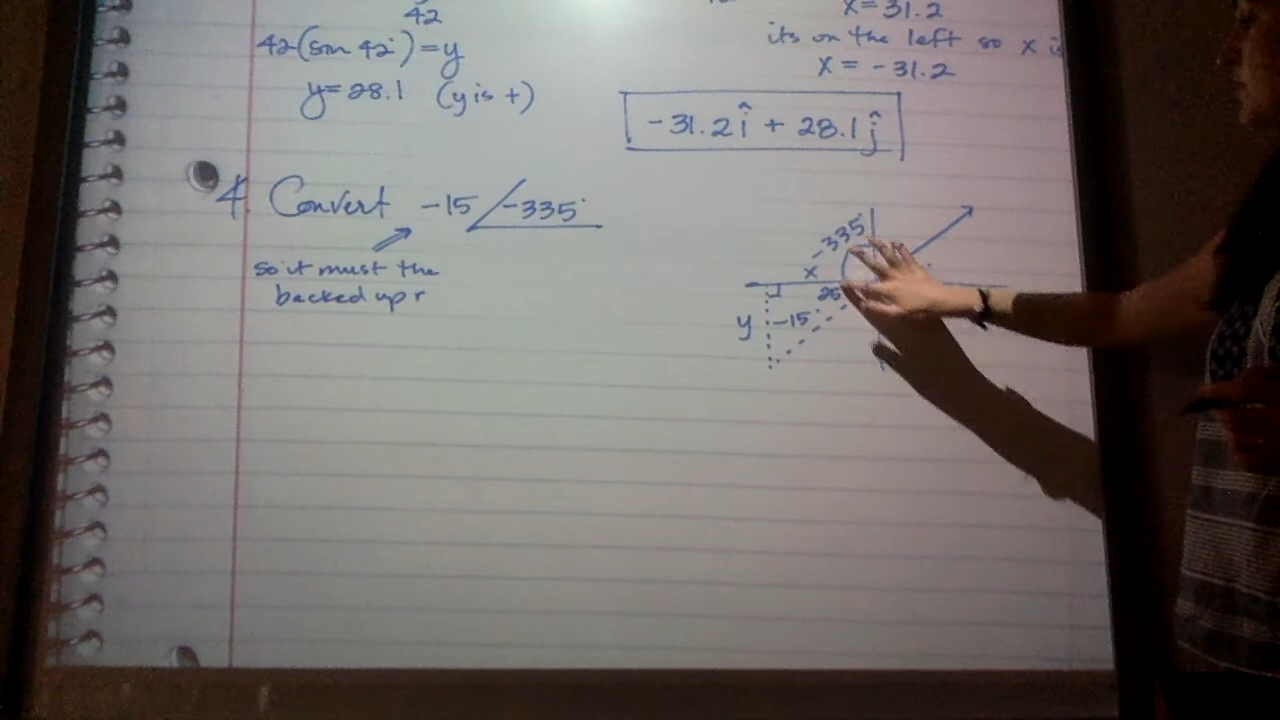 42
42(sin 42°) = y
y = 28.1 (y is +)
x = 31.2
its on the left so x is
x = -31.2
-31.2î + 28.1ĵ
4. Convert -15 ∠-335°
so it must the
backed up r
-335°
x
25
y
-15